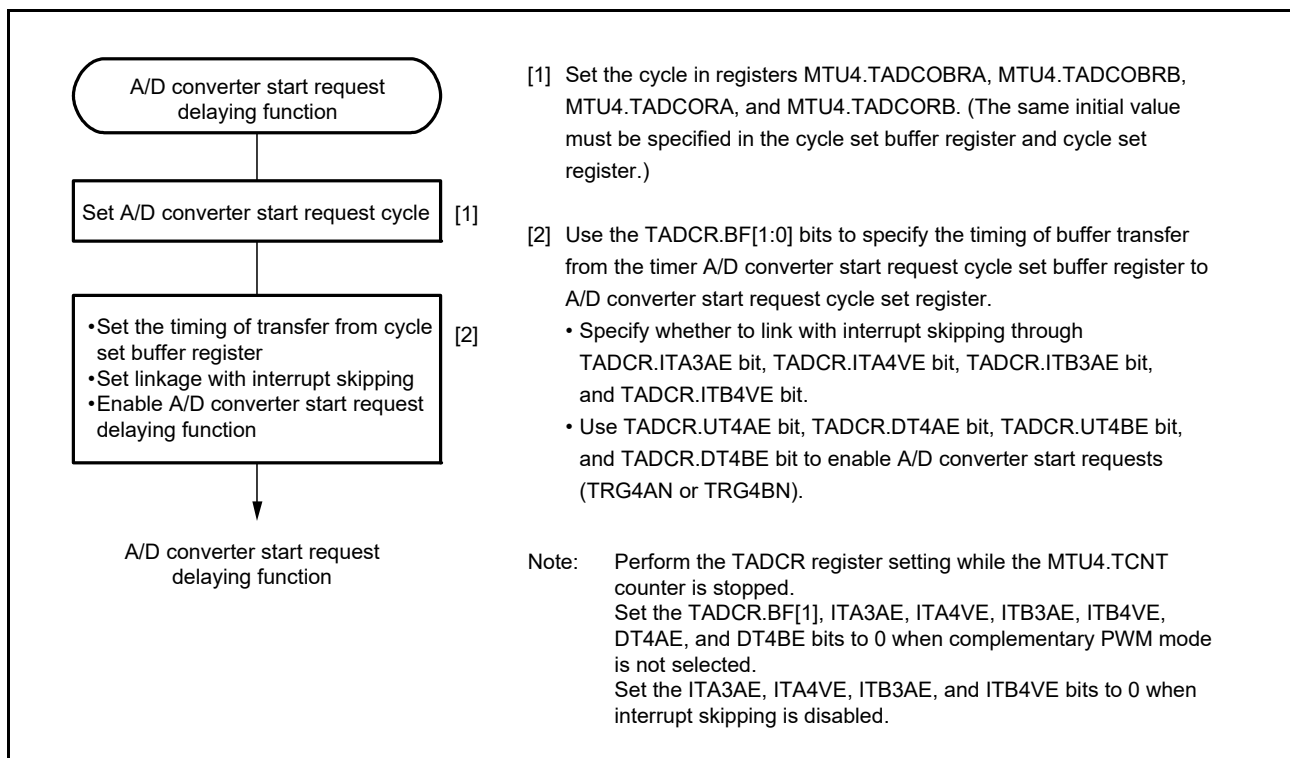 A/D converter start request
delaying function
Set A/D converter start request cycle
[1]
•Set the timing of transfer from cycle
set buffer register
•Set linkage with interrupt skipping
•Enable A/D converter start request
delaying function
[2]
A/D converter start request
delaying function
[1] Set the cycle in registers MTU4.TADCOBRA, MTU4.TADCOBRB,
MTU4.TADCORA, and MTU4.TADCORB. (The same initial value
must be specified in the cycle set buffer register and cycle set
register.)
[2] Use the TADCR.BF[1:0] bits to specify the timing of buffer transfer
from the timer A/D converter start request cycle set buffer register to
A/D converter start request cycle set register.
• Specify whether to link with interrupt skipping through
TADCR.ITA3AE bit, TADCR.ITA4VE bit, TADCR.ITB3AE bit,
and TADCR.ITB4VE bit.
• Use TADCR.UT4AE bit, TADCR.DT4AE bit, TADCR.UT4BE bit,
and TADCR.DT4BE bit to enable A/D converter start requests
(TRG4AN or TRG4BN).
Note: Perform the TADCR register setting while the MTU4.TCNT
counter is stopped.
Set the TADCR.BF[1], ITA3AE, ITA4VE, ITB3AE, ITB4VE,
DT4AE, and DT4BE bits to 0 when complementary PWM mode
is not selected.
Set the ITA3AE, ITA4VE, ITB3AE, and ITB4VE bits to 0 when
interrupt skipping is disabled.